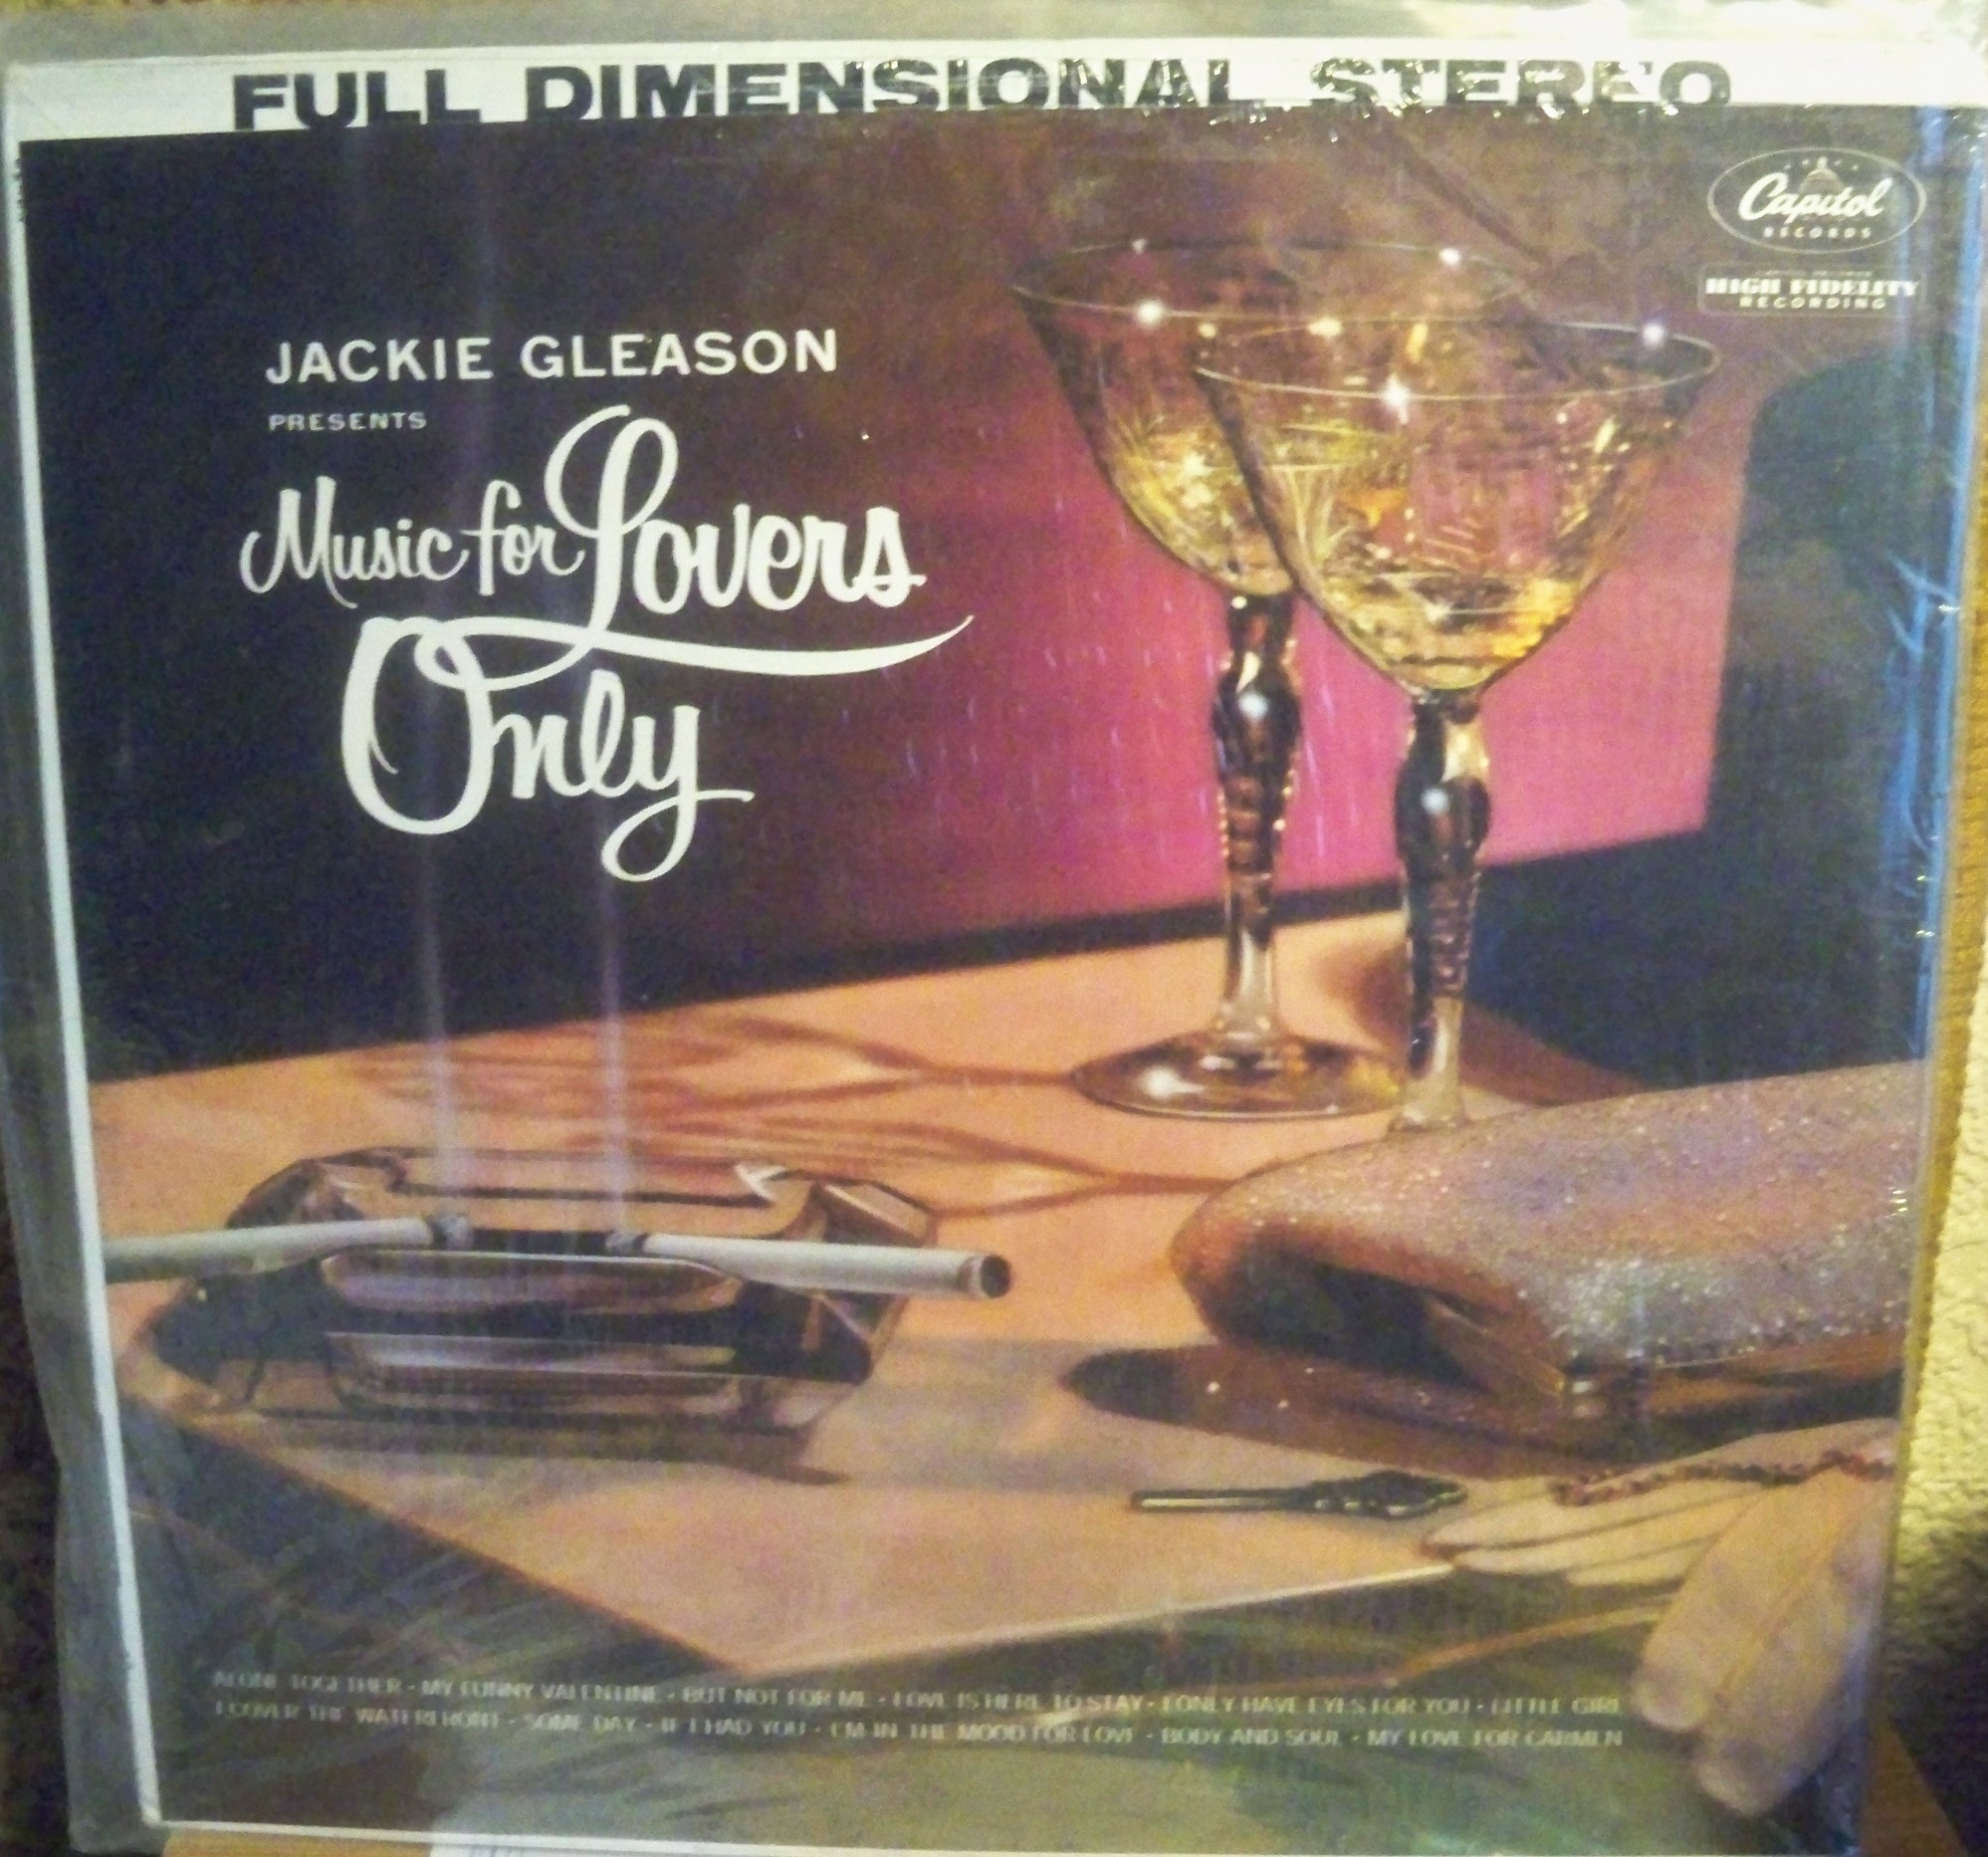 FULL DIMENSIONAL STEREO
Capitol
RECORDS
HIGH FIDELITY
RECORDING
JACKIE GLEASON
PRESENTS
Music for Lovers
Only
ALONE TOGETHER - MY FUNNY VALENTINE - BUT NOT FOR ME - LOVE IS HERE TO STAY - I ONLY HAVE EYES FOR YOU - LITTLE GIRL
I COVER THE WATERFRONT - SOME DAY - IF I HAD YOU - I'M IN THE MOOD FOR LOVE - BODY AND SOUL - MY LOVE FOR CARMEN